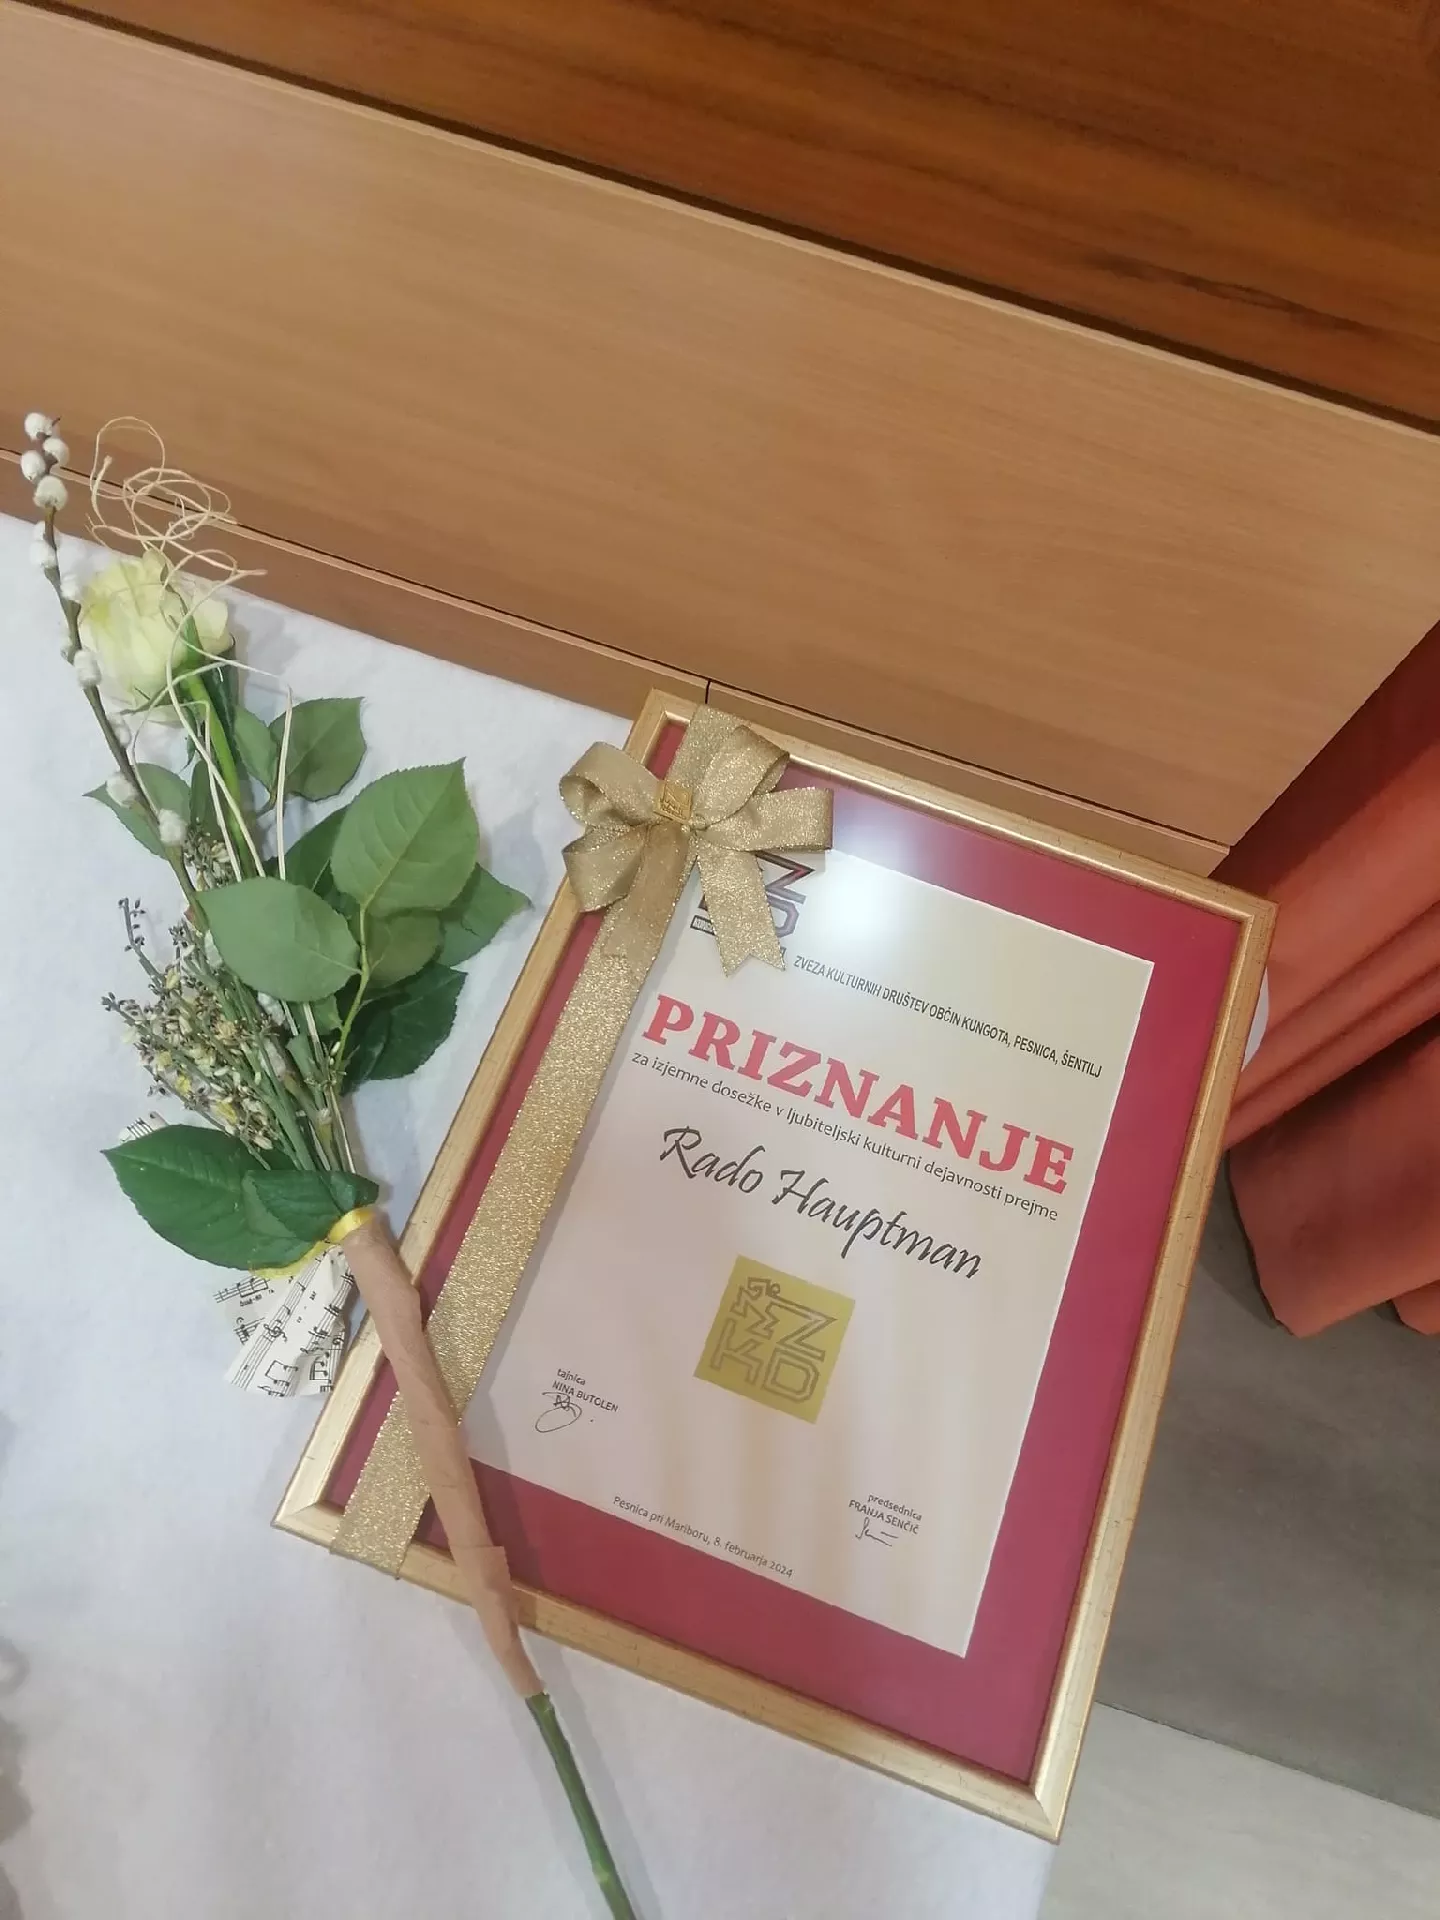 ZVEZA KULTURNIH DRUŠTEV OBČIN KUNGOTA, PESNICA, ŠENTILJ
PRIZNANJE
za izjemne dosežke v ljubiteljski kulturni dejavnosti prejme
Rado Hauptman
tajnica
NINA BUTOLEN
predsednica
FRANJA SENČIČ
Pesnica pri Mariboru, 8. februarja 2024